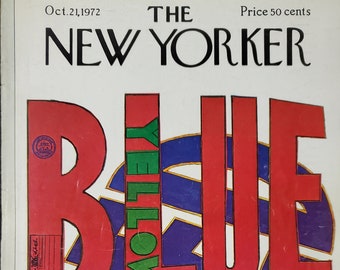 Oct. 21, 1972 THE Price 50 cents
NEW YORKER
BLUE
YELLOW